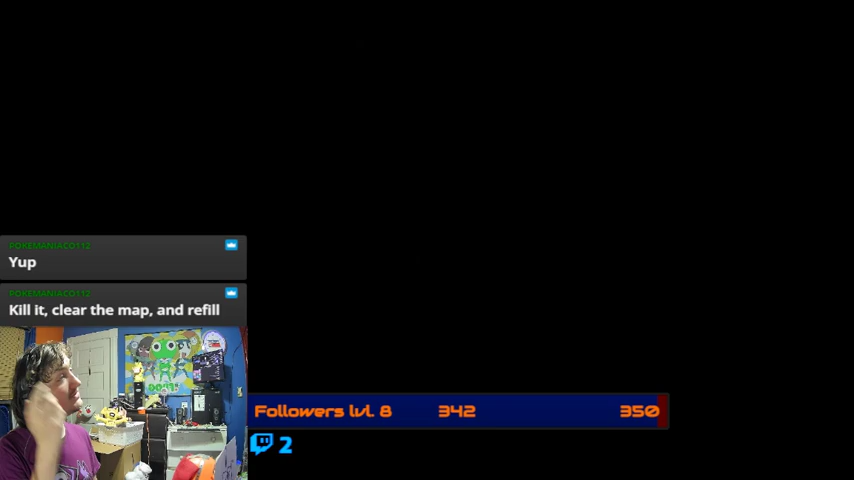 POKEMANIAC0112
Yup
POKEMANIAC0112
Kill it, clear the map, and refill
Followers lvl. 8 342 350
2